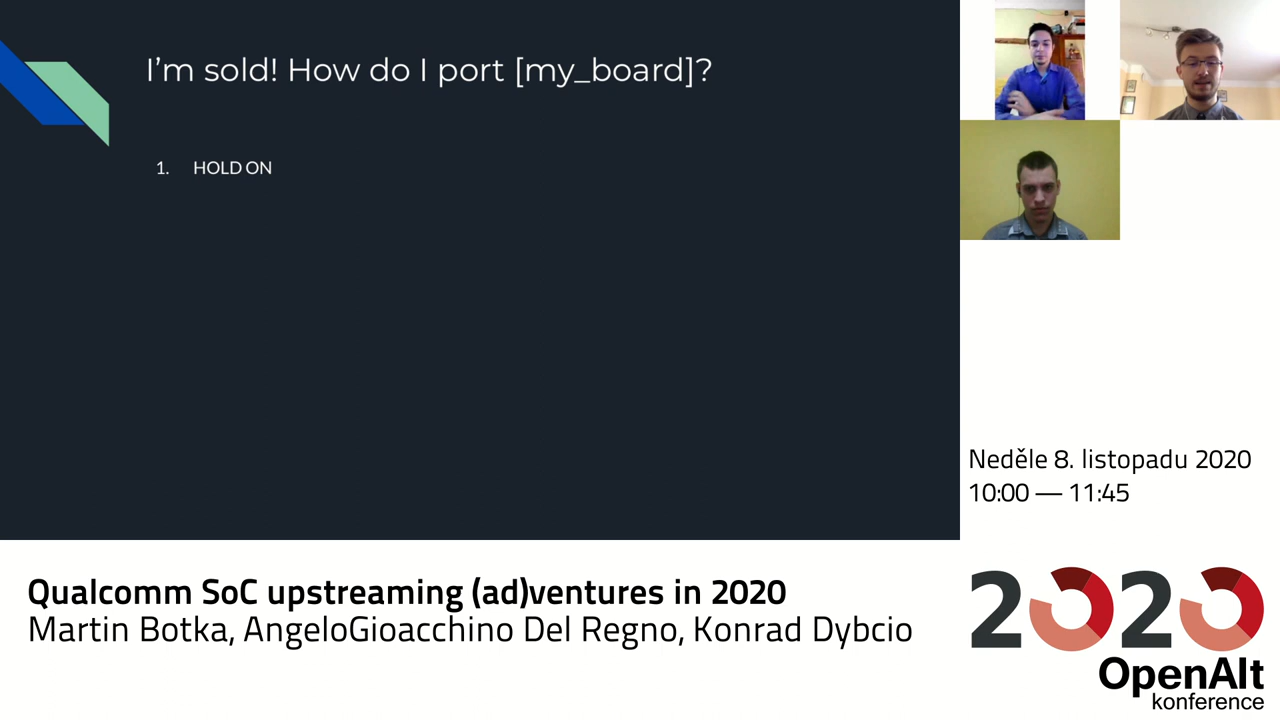 I'm sold! How do I port [my_board]?
1. HOLD ON
Neděle 8. listopadu 2020
10:00 — 11:45
Qualcomm SoC upstreaming (ad)ventures in 2020
Martin Botka, AngeloGioacchino Del Regno, Konrad Dybcio
2020
OpenAlt
konference